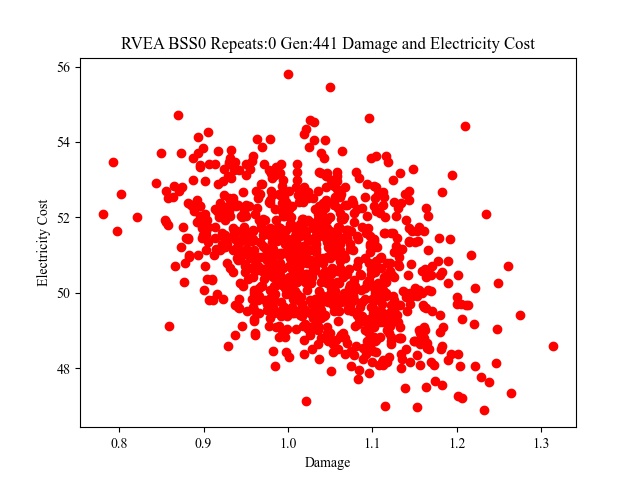 RVEA BSS0 Repeats:0 Gen:441 Damage and Electricity Cost
56
54
52
50
48
Electricity Cost
0.8 0.9 1.0 1.1 1.2 1.3
Damage